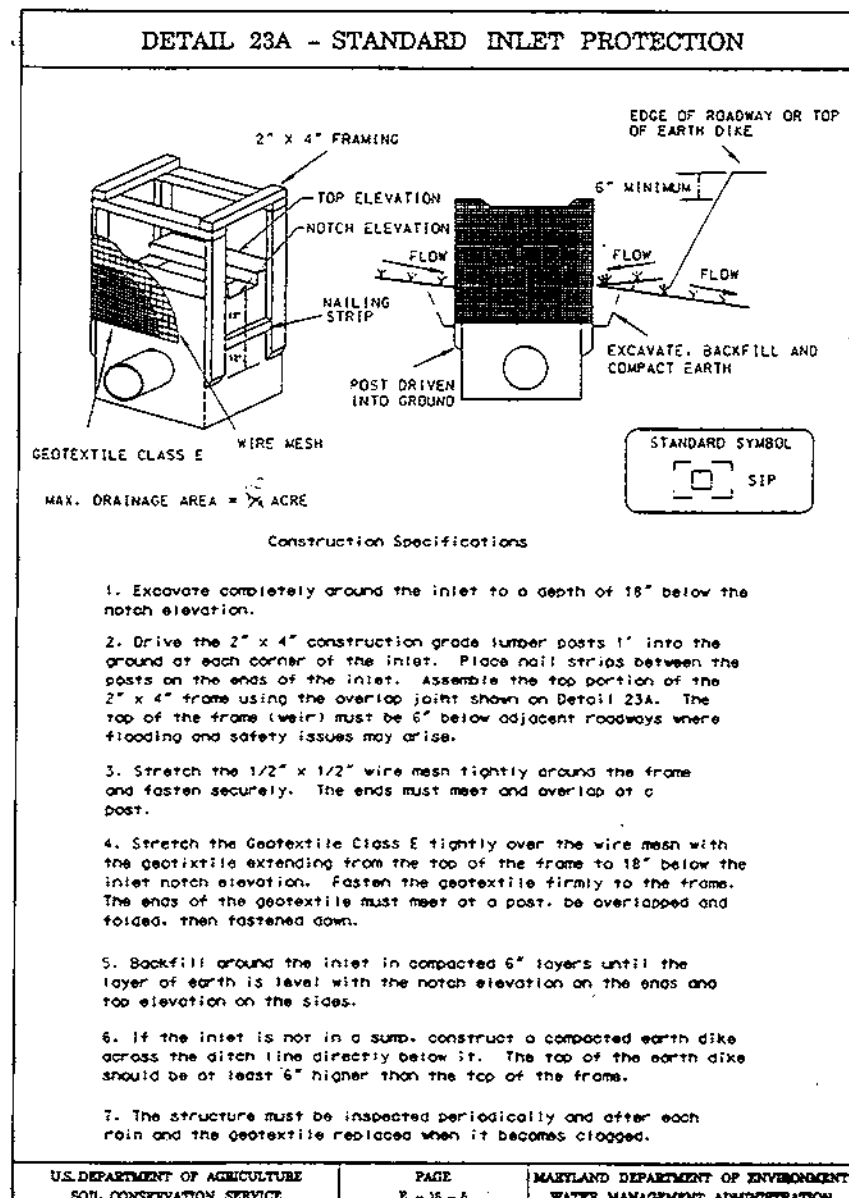 DETAIL 23A - STANDARD INLET PROTECTION
EDGE OF ROADWAY OR TOP
OF EARTH DIKE
2" X 4" FRAMING
6" MINIMUM
TOP ELEVATION
NOTCH ELEVATION
FLOW
FLOW
FLOW
NAILING
STRIP
18"
12"
EXCAVATE, BACKFILL AND
COMPACT EARTH
POST DRIVEN
INTO GROUND
WIRE MESH
GEOTEXTILE CLASS E
STANDARD SYMBOL
SIP
MAX. DRAINAGE AREA = ACRE
Construction Specifications
1. Excavate completely around the inlet to a depth of 18" below the
notch elevation.
2. Drive the 2" x 4" construction grade lumber posts 1' into the
ground at each corner of the inlet. Place nail strips between the
posts on the ends of the inlet. Assemble the top portion of the
2" x 4" frame using the overlap joint shown on Detail 23A. The
top of the frame (weir) must be 6" below adjacent roadways where
flooding and safety issues may arise.
3. Stretch the 1/2" x 1/2" wire mesh tightly around the frame
and fasten securely. The ends must meet and overlap at a
post.
4. Stretch the Geotextile Class E tightly over the wire mesh with
the geotixtile extending from the top of the frame to 18" below the
inlet notch elevation. Fasten the geotextile firmly to the frame.
The ends of the geotextile must meet at a post, be overlapped and
folded, then fastened down.
5. Backfill around the inlet in compacted 6" layers until the
layer of earth is level with the notch elevation on the ends and
top elevation on the sides.
6. If the inlet is not in a sump, construct a compacted earth dike
across the ditch line directly below it. The top of the earth dike
should be at least 6" higher than the top of the frame.
7. The structure must be inspected periodically and after each
rain and the geotextile replaced when it becomes clogged.
U.S. DEPARTMENT OF AGRICULTURE
SOIL CONSERVATION SERVICE
PAGE
MARYLAND DEPARTMENT OF ENVIRONMENT
WATER MANAGEMENT ADMINISTRATION